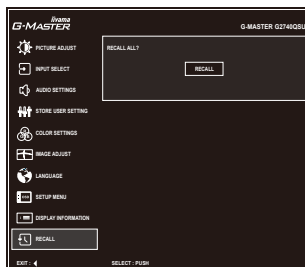 iiyama
G-MASTER
G-MASTER G2740QSU
PICTURE ADJUST
RECALL ALL?
INPUT SELECT
RECALL
AUDIO SETTINGS
STORE USER SETTING
COLOR SETTINGS
IMAGE ADJUST
LANGUAGE
OSD
SETUP MENU
DISPLAY INFORMATION
RECALL
EXIT :
SELECT : PUSH